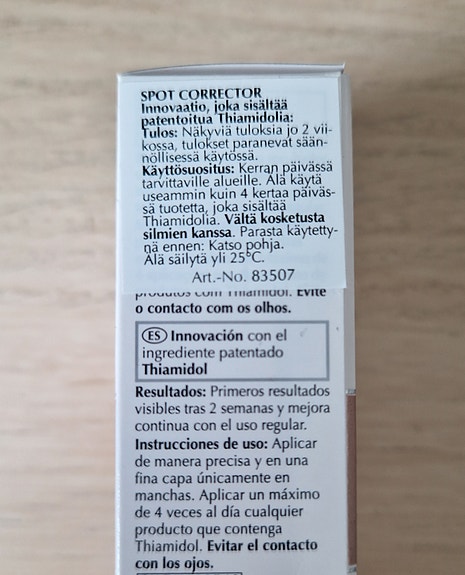 SPOT CORRECTOR
Innovaatio, joka sisältää
patentoitua Thiamidolia:
Tulos: Näkyviä tuloksia jo 2 vii-
kossa, tulokset paranevat sään-
nöllisessä käytössä.
Käyttösuositus: Kerran päivässä
tarvittaville alueille. Älä käytä
useammin kuin 4 kertaa päiväs-
sä tuotetta, joka sisältää
Thiamidolia. Vältä kosketusta
silmien kanssa. Parasta käytetty-
nä ennen: Katso pohja.
Älä säilytä yli 25°C.
Art.-No. 83507
produtos com Thiamidol. Evite
o contacto com os olhos.
ES Innovación con el
ingrediente patentado
Thiamidol
Resultados: Primeros resultados
visibles tras 2 semanas y mejora
continua con el uso regular.
Instrucciones de uso: Aplicar
de manera precisa y en una
fina capa únicamente en
manchas. Aplicar un máximo
de 4 veces al día cualquier
producto que contenga
Thiamidol. Evitar el contacto
con los ojos.